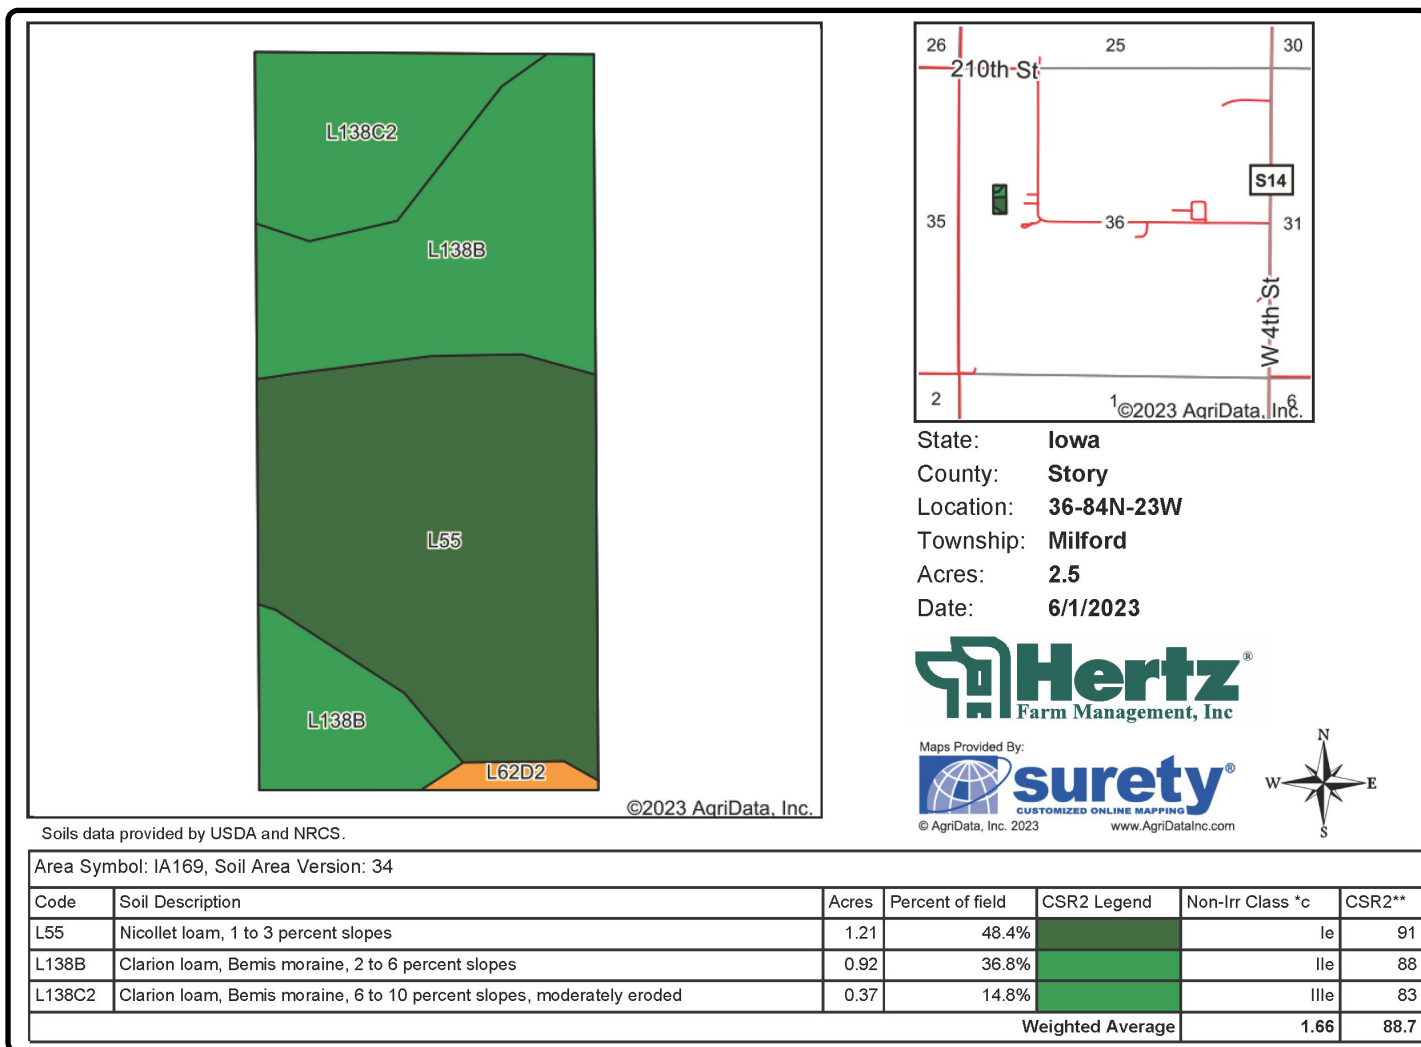 L138C2
L138B
L55
L138B
L62D2
©2023 AgriData, Inc.
Soils data provided by USDA and NRCS.
26 25 30
210th St
S14
35 36 31
W 4th St
2 1 6
©2023 AgriData, Inc.
State: Iowa
County: Story
Location: 36-84N-23W
Township: Milford
Acres: 2.5
Date: 6/1/2023
Hertz®
Farm Management, Inc
Maps Provided By:
surety®
CUSTOMIZED ONLINE MAPPING
© AgriData, Inc. 2023 www.AgriDataInc.com
N
W E
S
Area Symbol: IA169, Soil Area Version: 34
Code Soil Description Acres Percent of field CSR2 Legend Non-Irr Class *c CSR2**
L55 Nicollet loam, 1 to 3 percent slopes 1.21 48.4% Ie 91
L138B Clarion loam, Bemis moraine, 2 to 6 percent slopes 0.92 36.8% IIe 88
L138C2 Clarion loam, Bemis moraine, 6 to 10 percent slopes, moderately eroded 0.37 14.8% IIIe 83
Weighted Average 1.66 88.7